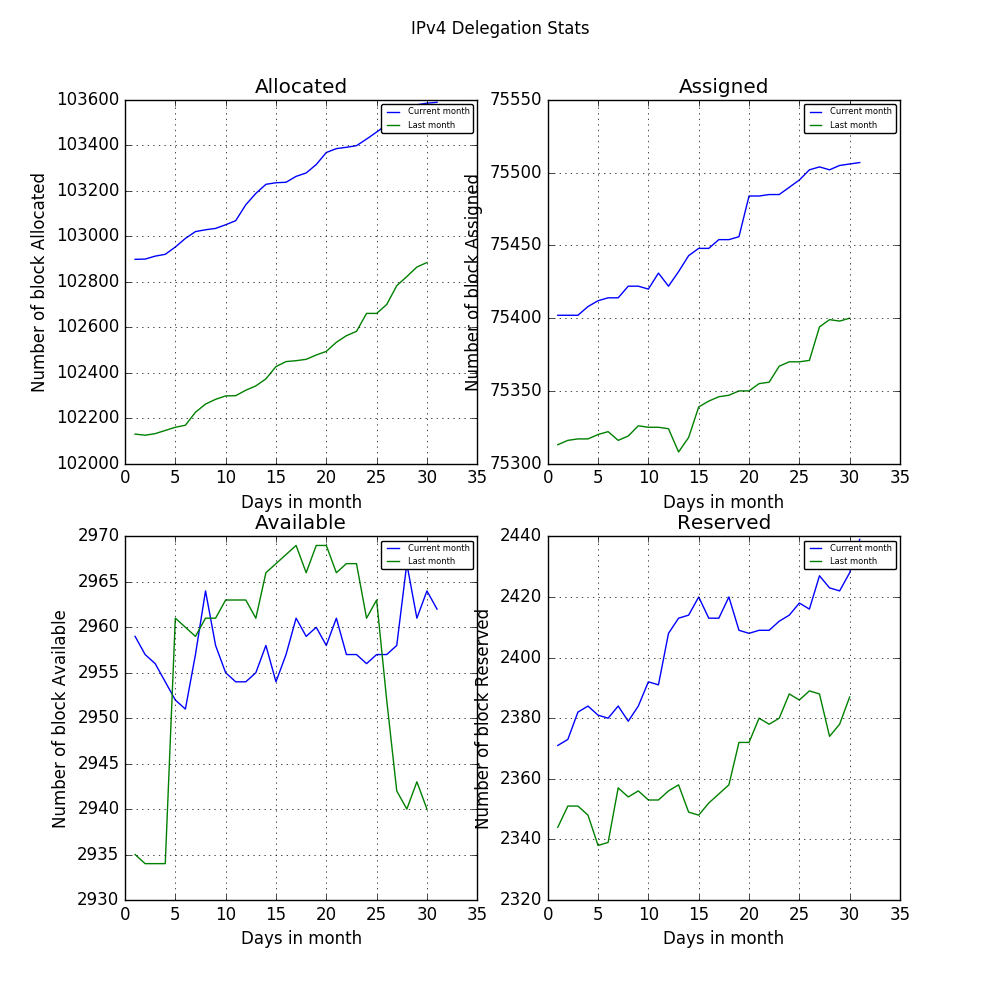 IPv4 Delegation Stats
Allocated
Number of block Allocated
103600
103400
103200
103000
102800
102600
102400
102200
102000
Current month
Last month
0 5 10 15 20 25 30 35
Days in month
Assigned
Number of block Assigned
75550
75500
75450
75400
75350
75300
Current month
Last month
0 5 10 15 20 25 30 35
Days in month
Available
Number of block Available
2970
2965
2960
2955
2950
2945
2940
2935
2930
Current month
Last month
0 5 10 15 20 25 30 35
Days in month
Reserved
Number of block Reserved
2440
2420
2400
2380
2360
2340
2320
Current month
Last month
0 5 10 15 20 25 30 35
Days in month